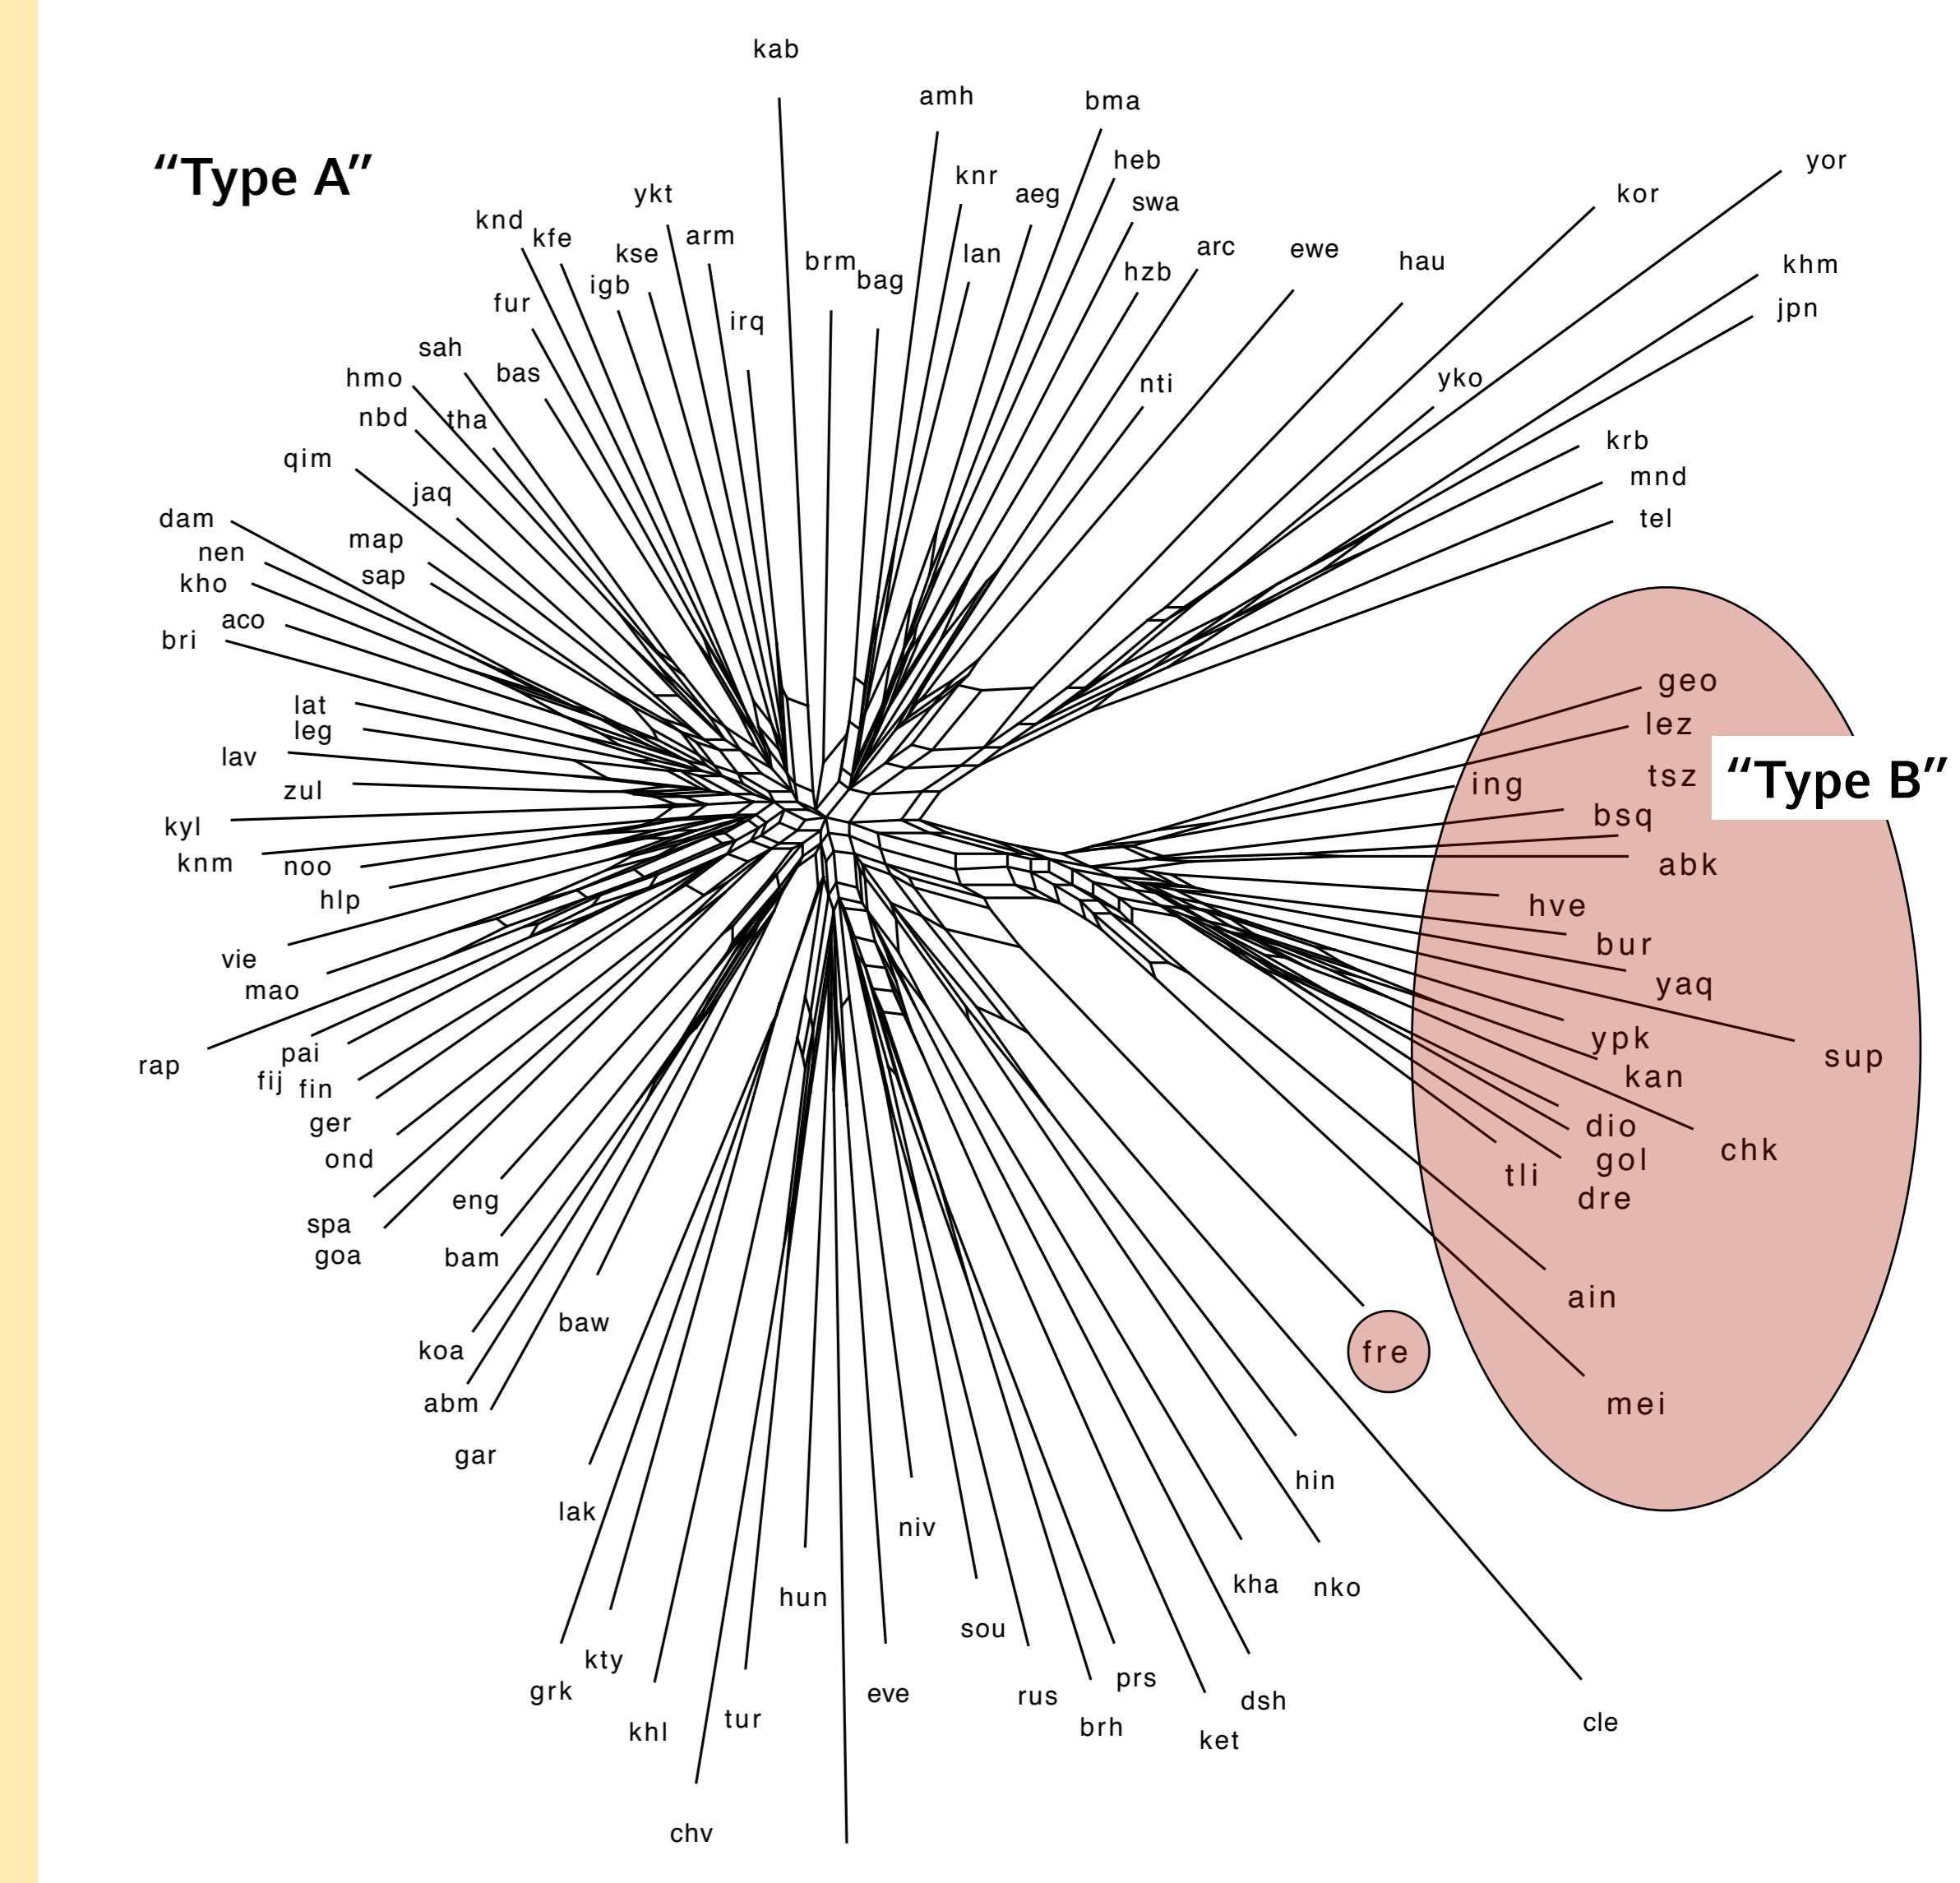 kab
amh
bma
“Type A”
heb
yor
knr
ykt
aeg
kor
swa
knd
kfe
arm
kse
brm
lan
arc
ewe
hau
khm
igb
bag
hzb
fur
irq
jpn
sah
bas
hmo
nti
yko
nbd
tha
krb
qim
mnd
jaq
dam
tel
nen
map
kho
sap
aco
bri
geo
lat
leg
lez
lav
tsz
“Type B”
ing
zul
bsq
kyl
knm
noo
abk
hlp
hve
bur
vie
yaq
mao
ypk
rap
pai
sup
fij
fin
kan
ger
dio
ond
gol
chk
tli
dre
eng
spa
goa
bam
ain
baw
koa
fre
abm
mei
gar
hin
lak
niv
hun
kha
nko
sou
kty
grk
eve
rus
prs
dsh
khl
tur
brh
ket
cle
chv